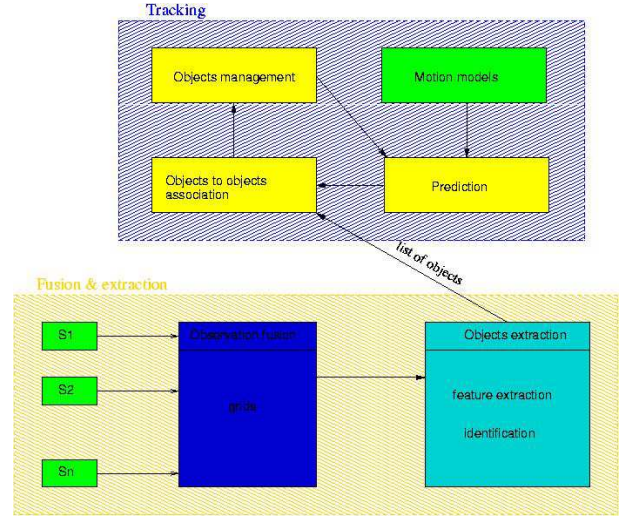 Tracking
Objects management
Motion models
Objects to objects
association
Prediction
list of objects
Fusion & extraction
S1
Observation fusion
Objects extraction
S2
grids
feature extraction
identification
Sn